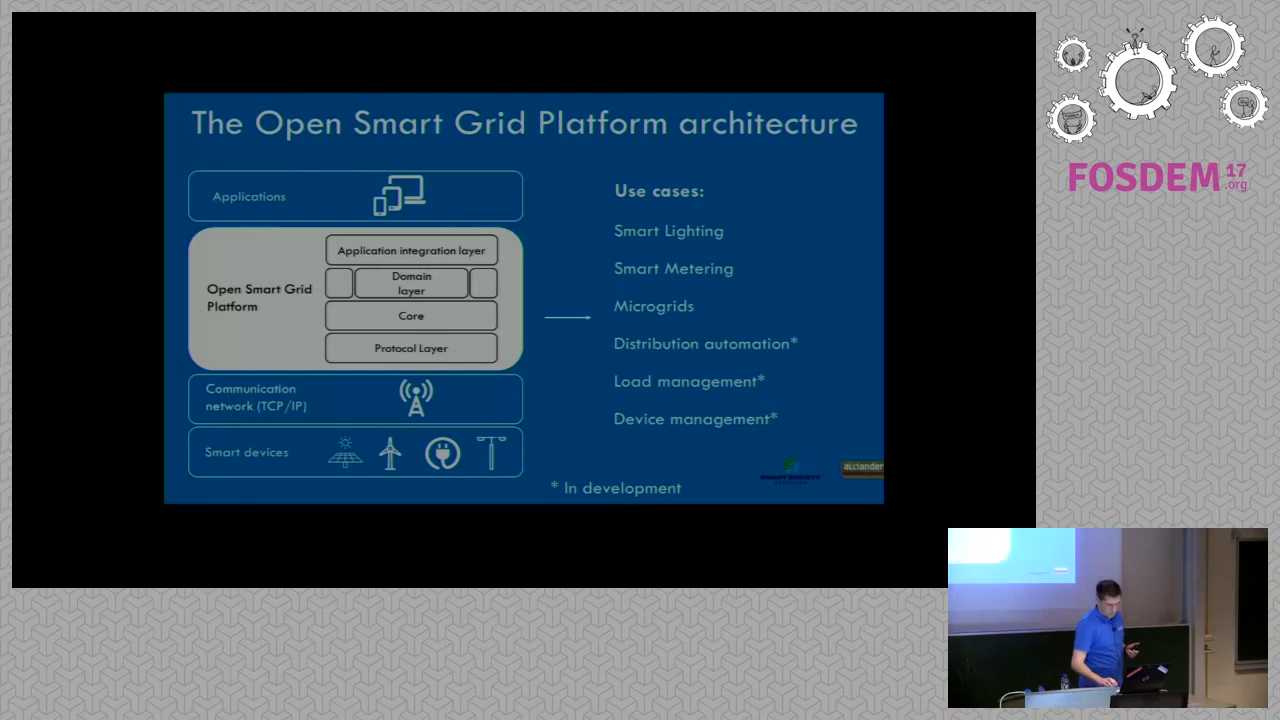 The Open Smart Grid Platform architecture
Applications
Open Smart Grid
Platform
Application integration layer
Domain
layer
Core
Protocol Layer
Communication
network (TCP/IP)
Smart devices
Use cases:
Smart Lighting
Smart Metering
Microgrids
Distribution automation*
Load management*
Device management*
* In development
SMART SOCIETY
alliander
FOSDEM 17
.org